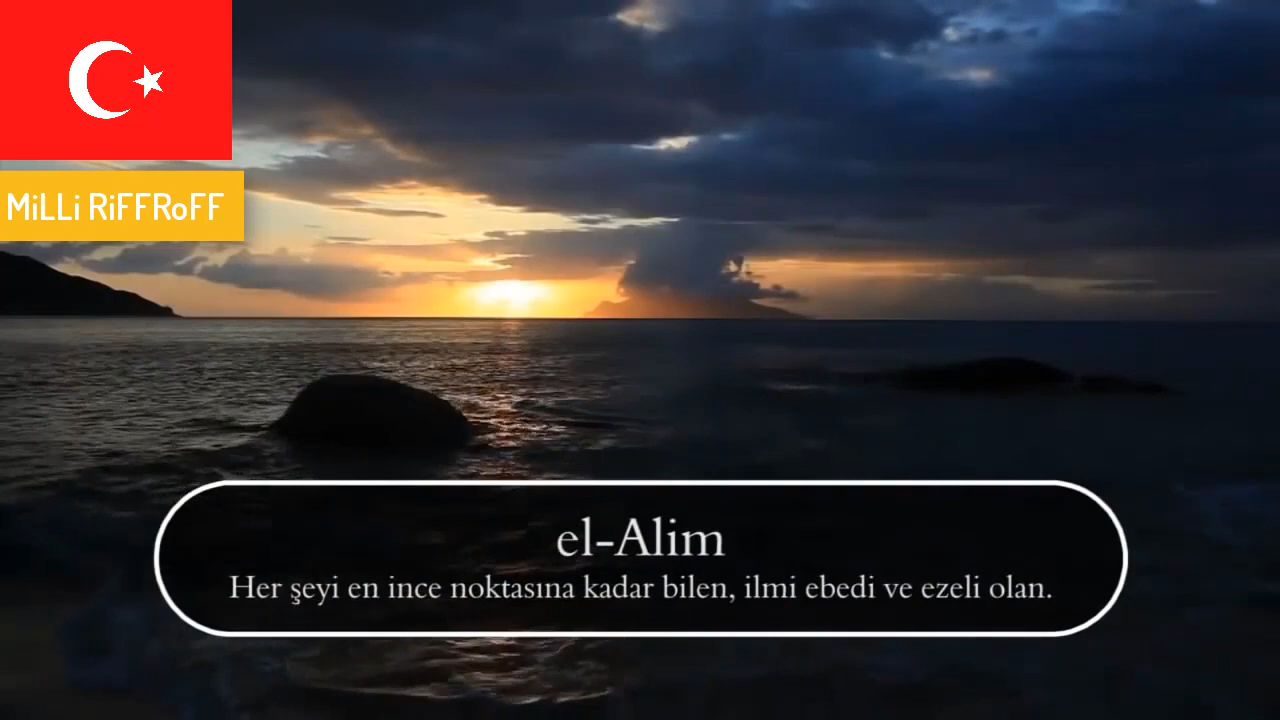 MiLLi RiFFRoFF
el-Alim
Her şeyi en ince noktasına kadar bilen, ilmi ebedi ve ezeli olan.